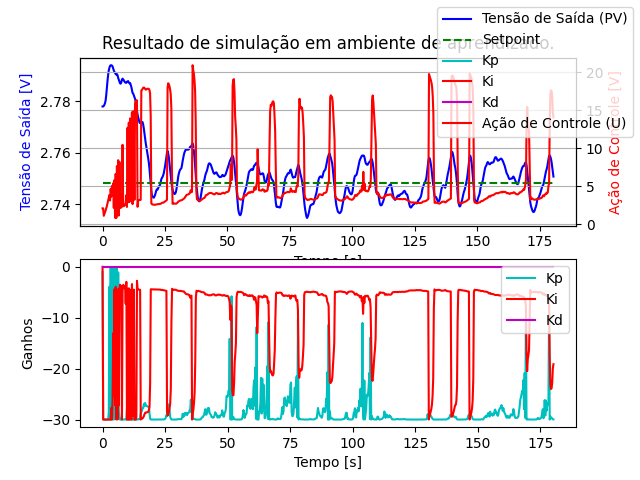 Resultado de simulação em ambiente de aprendizado.
Tensão de Saída (PV)
Setpoint
Kp
Ki
Kd
Ação de Controle (U)
Tensão de Saída [V]
2.78
2.76
2.74
20
15
10
5
0
Ação de Controle [V]
0 25 50 75 100 125 150 175
Tempo [s]
Ganhos
0
−10
−20
−30
Kp
Ki
Kd
0 25 50 75 100 125 150 175
Tempo [s]